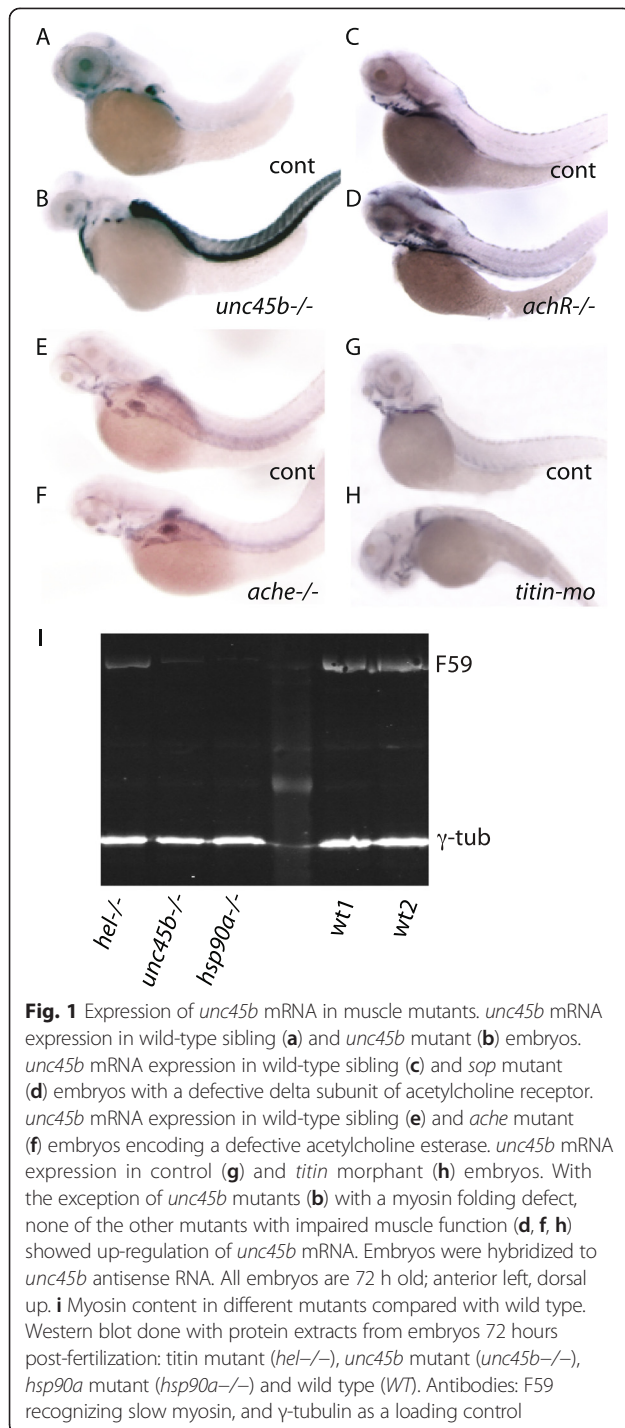 A
C
cont
cont
B
D
unc45b-/-
achR-/-
E
G
cont
cont
F
H
ache-/-
titin-mo
I
F59
γ-tub
hel-/-
unc45b-/-
hsp90a-/-
wt1
wt2
Fig. 1 Expression of unc45b mRNA in muscle mutants. unc45b mRNA
expression in wild-type sibling (a) and unc45b mutant (b) embryos.
unc45b mRNA expression in wild-type sibling (c) and sop mutant
(d) embryos with a defective delta subunit of acetylcholine receptor.
unc45b mRNA expression in wild-type sibling (e) and ache mutant
(f) embryos encoding a defective acetylcholine esterase. unc45b mRNA
expression in control (g) and titin morphant (h) embryos. With
the exception of unc45b mutants (b) with a myosin folding defect,
none of the other mutants with impaired muscle function (d, f, h)
showed up-regulation of unc45b mRNA. Embryos were hybridized to
unc45b antisense RNA. All embryos are 72 h old; anterior left, dorsal
up. i Myosin content in different mutants compared with wild type.
Western blot done with protein extracts from embryos 72 hours
post-fertilization: titin mutant (hel−/−), unc45b mutant (unc45b−/−),
hsp90a mutant (hsp90a−/−) and wild type (WT). Antibodies: F59
recognizing slow myosin, and γ-tubulin as a loading control